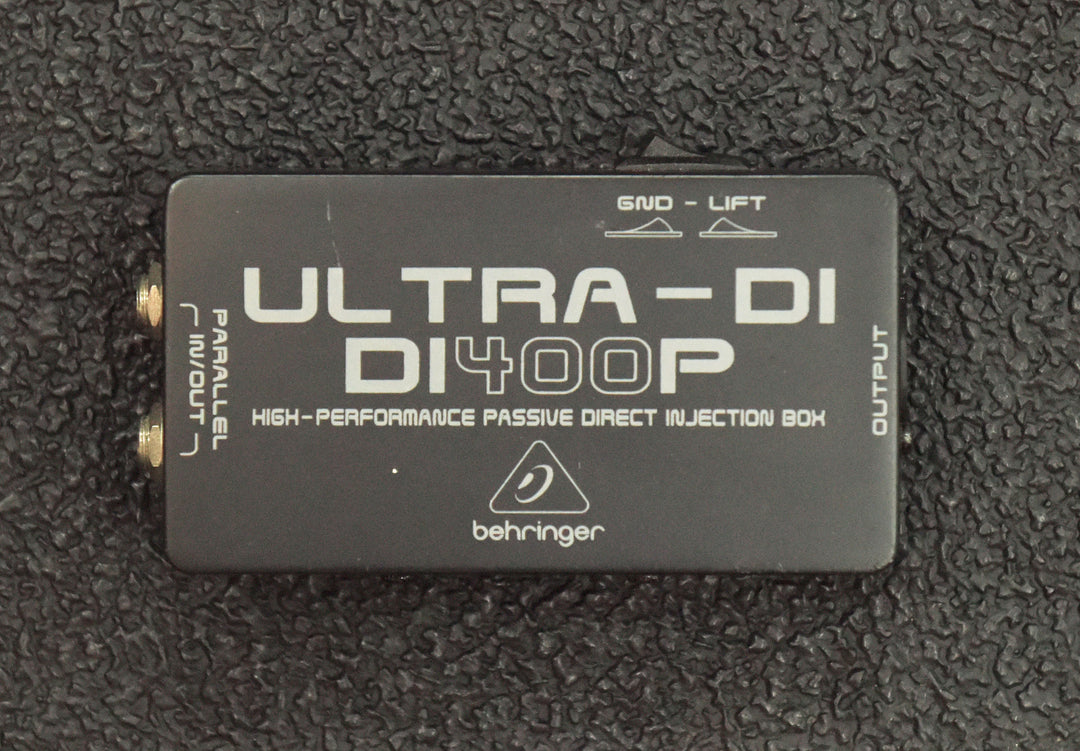 GND - LIFT
ULTRA-DI
DI400P
HIGH-PERFORMANCE PASSIVE DIRECT INJECTION BOX
PARALLEL
IN/OUT
OUTPUT
behringer